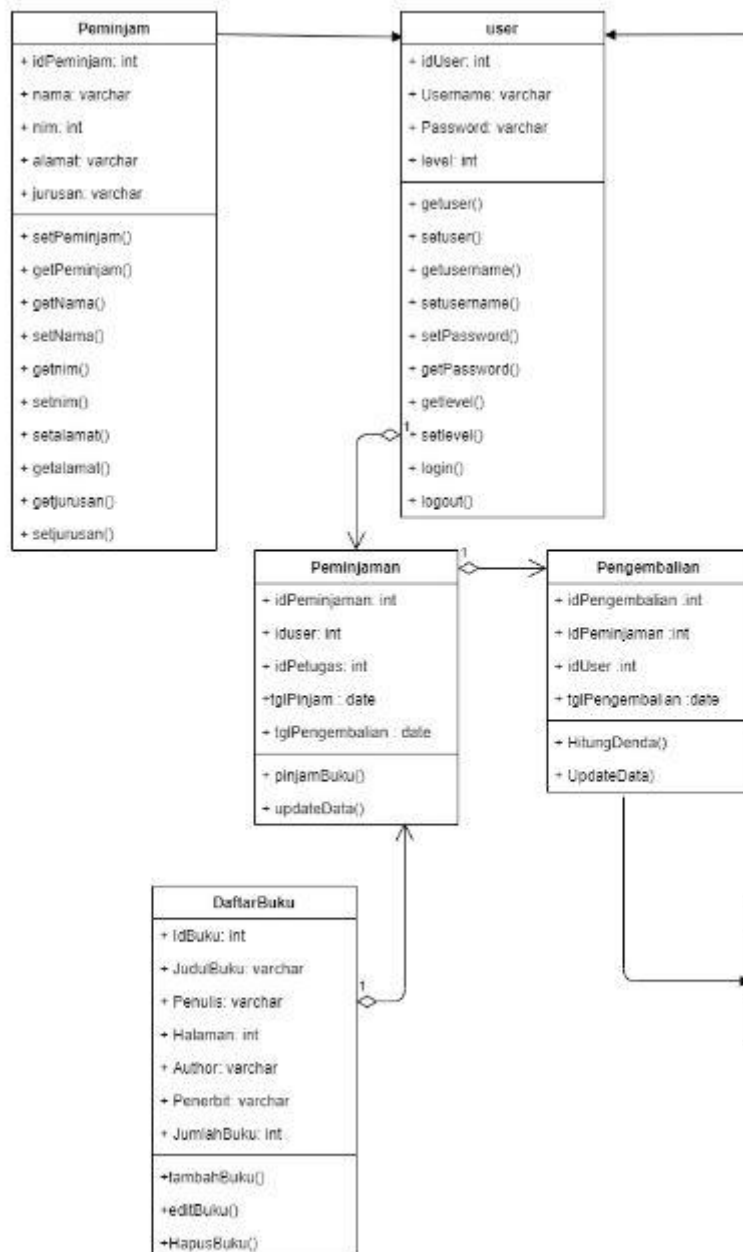 Peminjam
+ idPeminjam: int
+ nama: varchar
+ nim: int
+ alamat: varchar
+ jurusan: varchar
+ setPeminjam()
+ getPeminjam()
+ getNama()
+ setNama()
+ getnim()
+ setnim()
+ setalamat()
+ getalamat()
+ getjurusan()
+ setjurusan()
user
+ idUser: int
+ Username: varchar
+ Password: varchar
+ level: int
+ getuser()
+ setuser()
+ getusername()
+ setusername()
+ setPassword()
+ getPassword()
+ getlevel()
1
+ setlevel()
+ login()
+ logout()
Peminjaman
1
+ idPeminjaman: int
+ iduser: int
+ idPetugas: int
+tglPinjam : date
+ tglPengembalian : date
+ pinjamBuku()
+ updateData()
Pengembalian
+ idPengembalian :int
+ idPeminjaman :int
+ idUser :int
+ tglPengembalian :date
+ HitungDenda()
+ UpdateData)
DaftarBuku
+ IdBuku: int
+ JudulBuku: varchar
1
+ Penulis: varchar
+ Halaman: int
+ Author: varchar
+ Penerbit: varchar
+ JumlahBuku: int
+tambahBuku()
+editBuku()
+HapusBuku()